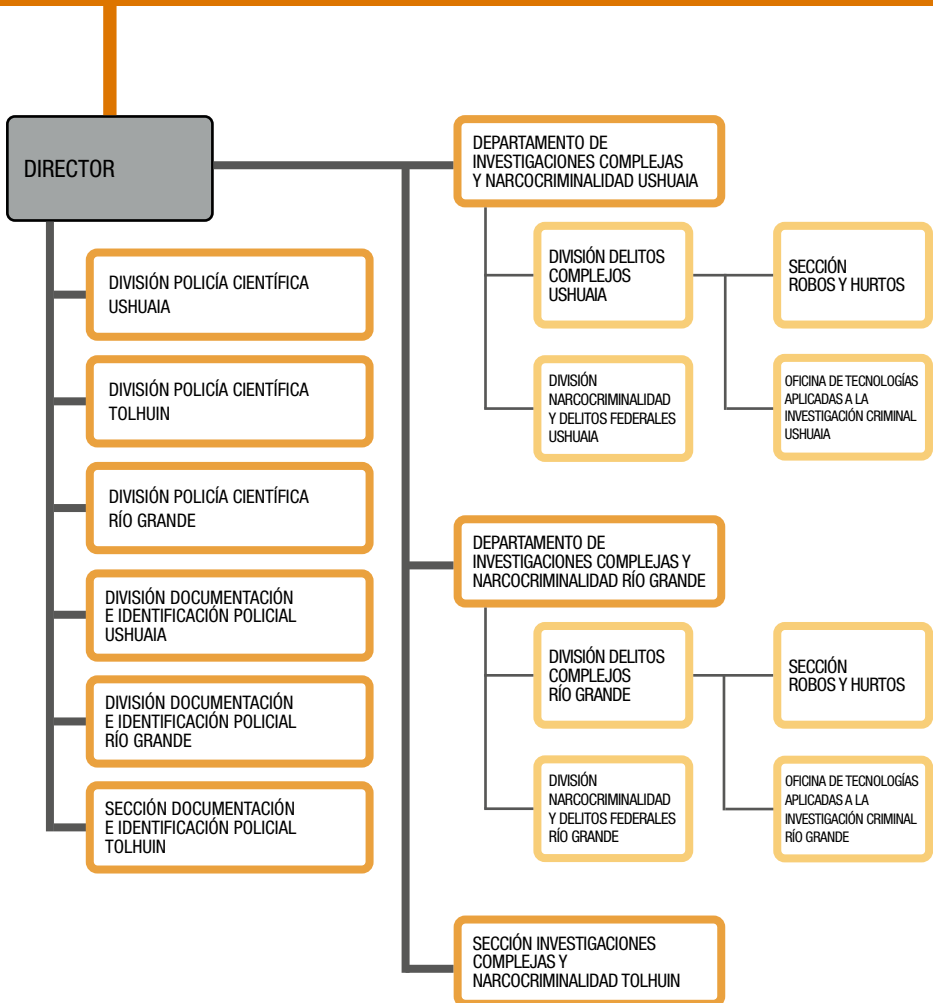 DIRECTOR
DIVISIÓN POLICÍA CIENTÍFICA
USHUAIA
DIVISIÓN POLICÍA CIENTÍFICA
TOLHUIN
DIVISIÓN POLICÍA CIENTÍFICA
RÍO GRANDE
DIVISIÓN DOCUMENTACIÓN
E IDENTIFICACIÓN POLICIAL
USHUAIA
DIVISIÓN DOCUMENTACIÓN
E IDENTIFICACIÓN POLICIAL
RÍO GRANDE
SECCIÓN DOCUMENTACIÓN
E IDENTIFICACIÓN POLICIAL
TOLHUIN
DEPARTAMENTO DE
INVESTIGACIONES COMPLEJAS
Y NARCOCRIMINALIDAD USHUAIA
DIVISIÓN DELITOS
COMPLEJOS
USHUAIA
SECCIÓN
ROBOS Y HURTOS
DIVISIÓN
NARCOCRIMINALIDAD
Y DELITOS FEDERALES
USHUAIA
OFICINA DE TECNOLOGÍAS
APLICADAS A LA
INVESTIGACIÓN CRIMINAL
USHUAIA
DEPARTAMENTO DE
INVESTIGACIONES COMPLEJAS Y
NARCOCRIMINALIDAD RÍO GRANDE
DIVISIÓN DELITOS
COMPLEJOS
RÍO GRANDE
SECCIÓN
ROBOS Y HURTOS
DIVISIÓN
NARCOCRIMINALIDAD
Y DELITOS FEDERALES
RÍO GRANDE
OFICINA DE TECNOLOGÍAS
APLICADAS A LA
INVESTIGACIÓN CRIMINAL
RÍO GRANDE
SECCIÓN INVESTIGACIONES
COMPLEJAS Y
NARCOCRIMINALIDAD TOLHUIN